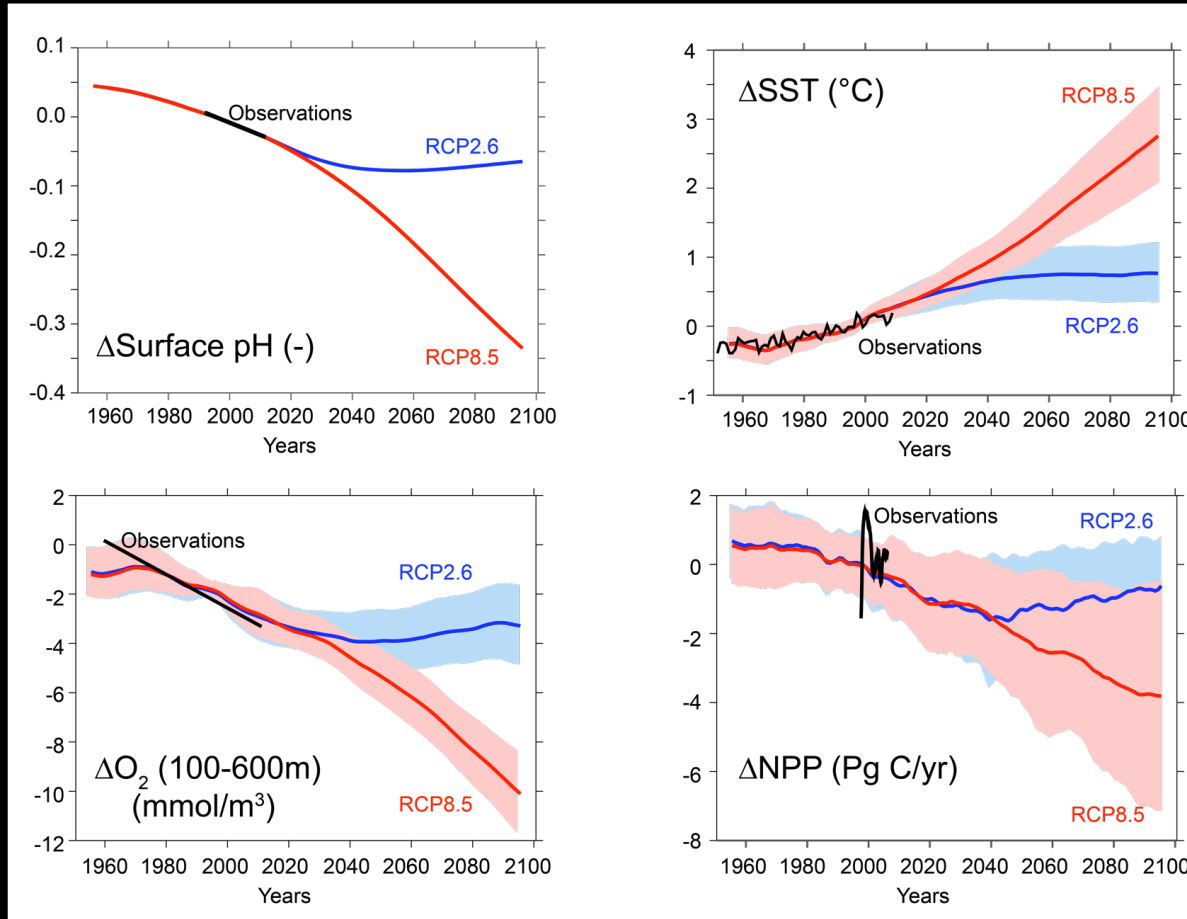 0.1
0.0
-0.1
-0.2
-0.3
-0.4
Observations
RCP2.6
RCP8.5
ΔSurface pH (-)
1960 1980 2000 2020 2040 2060 2080 2100
Years
4
3
2
1
0
-1
ΔSST (°C)
RCP8.5
RCP2.6
Observations
1960 1980 2000 2020 2040 2060 2080 2100
Years
2
0
-2
-4
-6
-8
-10
-12
Observations
RCP2.6
ΔO₂ (100-600m)
(mmol/m³)
RCP8.5
1960 1980 2000 2020 2040 2060 2080 2100
Years
2
0
-2
-4
-6
-8
Observations
RCP2.6
ΔNPP (Pg C/yr)
RCP8.5
1960 1980 2000 2020 2040 2060 2080 2100
Years